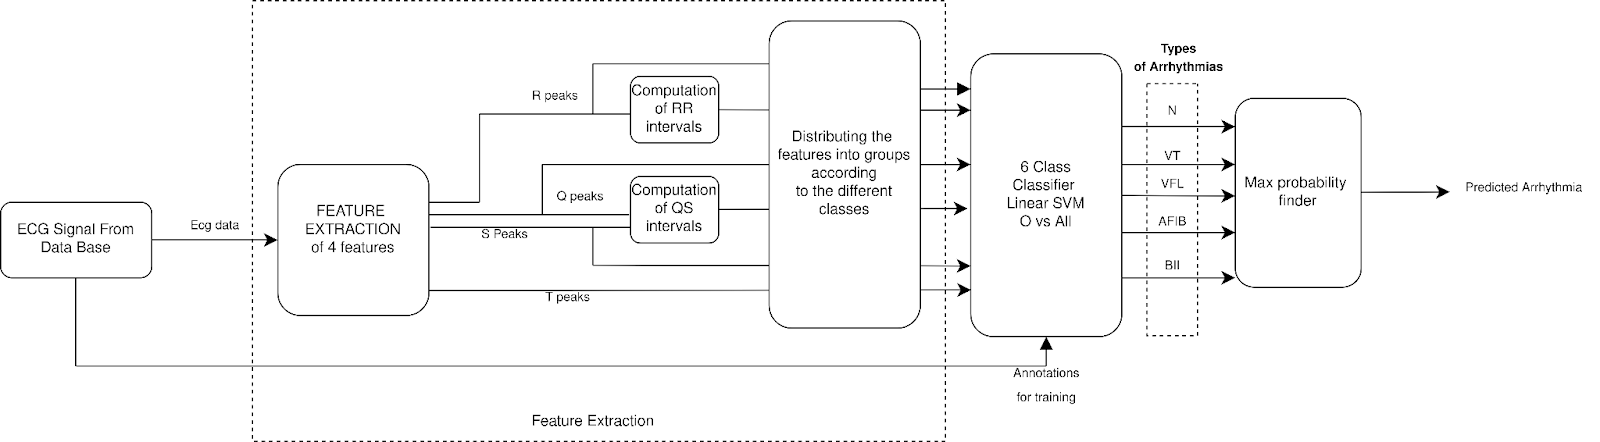 ECG Signal From
Data Base
Ecg data
FEATURE
EXTRACTION
of 4 features
R peaks
Q peaks
S Peaks
T peaks
Computation
of RR
intervals
Computation
of QS
intervals
Distributing the
features into groups
according
to the different
classes
Feature Extraction
6 Class
Classifier
Linear SVM
O vs All
Annotations
for training
Types
of Arrhythmias
N
VT
VFL
AFIB
BII
Max probability
finder
Predicted Arrhythmia